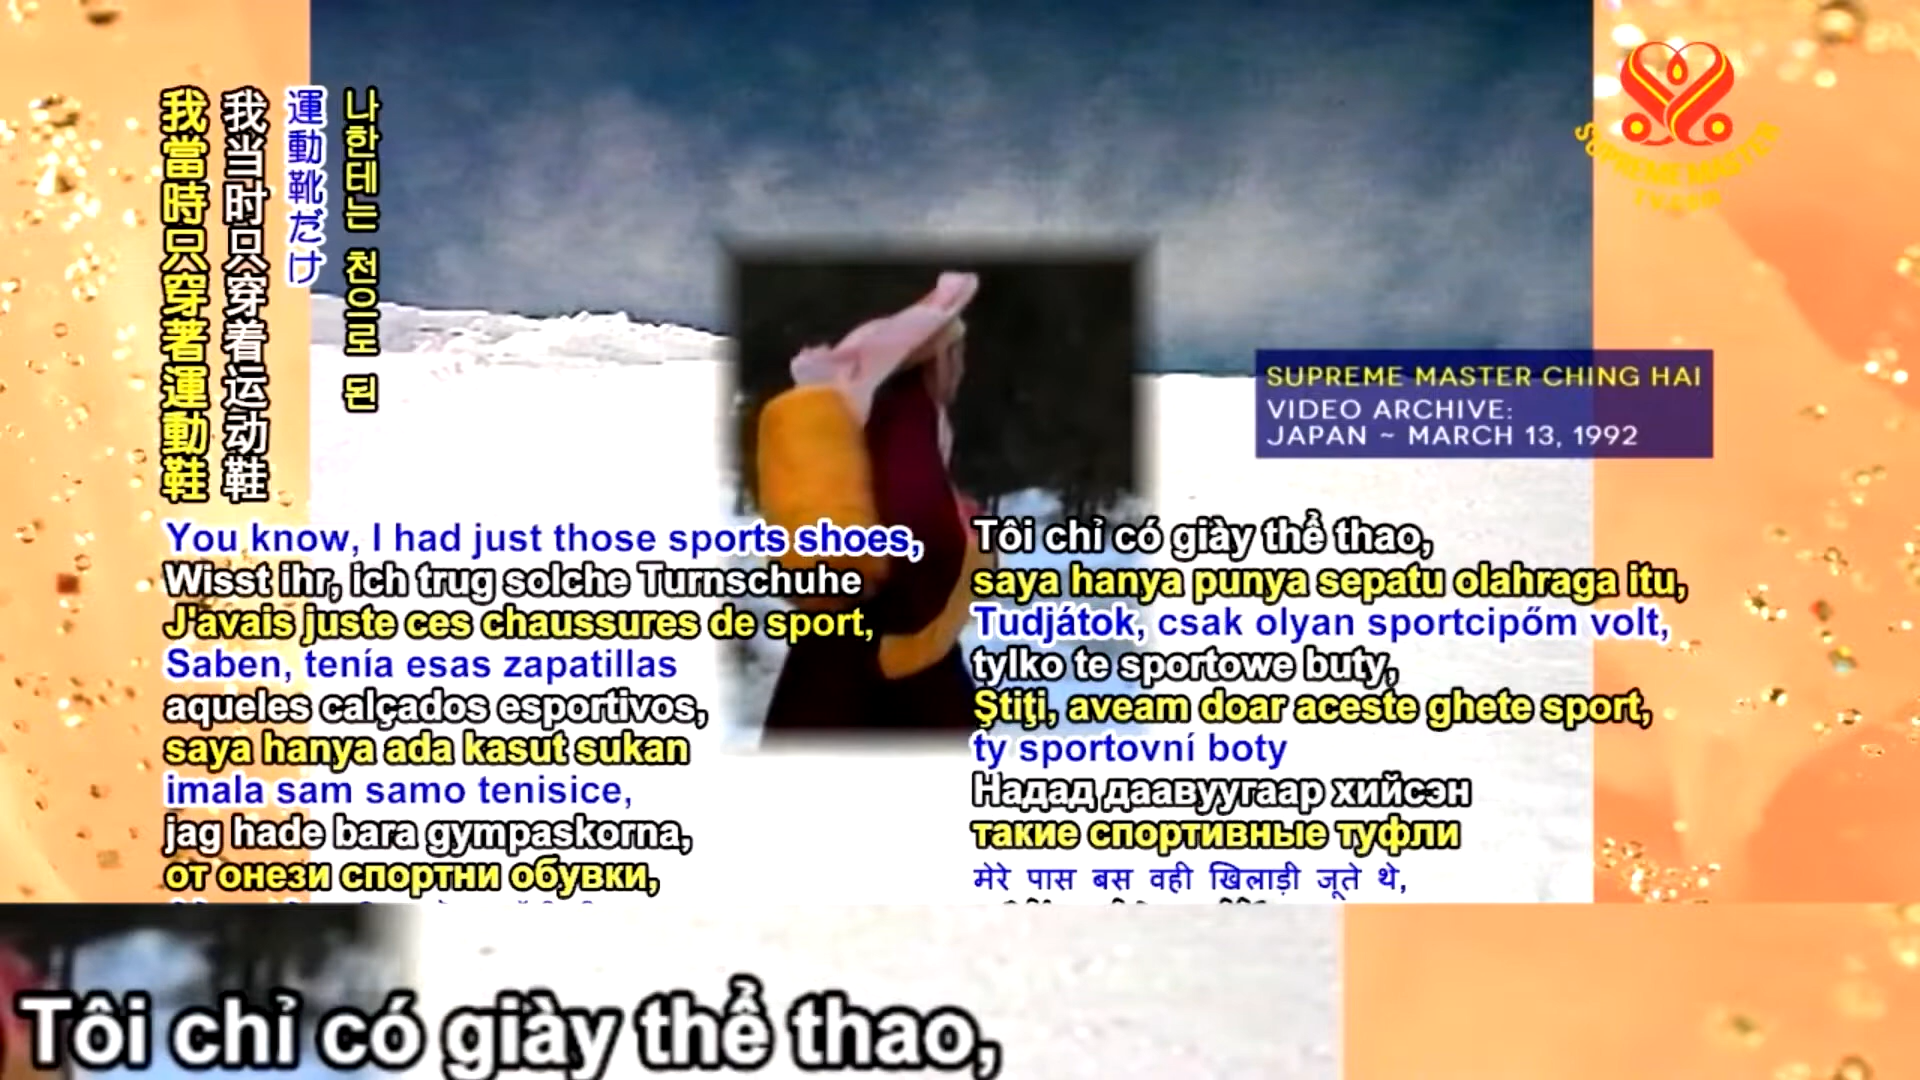 我當時只穿著運動鞋
我当时只穿着运动鞋
運動靴だけ
나한테는 천으로 된
SUPREME MASTER
TV.COM
SUPREME MASTER CHING HAI
VIDEO ARCHIVE:
JAPAN ~ MARCH 13, 1992
You know, I had just those sports shoes,
Wisst ihr, ich trug solche Turnschuhe
J'avais juste ces chaussures de sport,
Saben, tenía esas zapatillas
aqueles calçados esportivos,
saya hanya ada kasut sukan
imala sam samo tenisice,
jag hade bara gympaskorna,
от онези спортни обувки,
Tôi chỉ có giày thể thao,
saya hanya punya sepatu olahraga itu,
Tudjátok, csak olyan sportcipőm volt,
tylko te sportowe buty,
Ştiţi, aveam doar aceste ghete sport,
ty sportovní boty
Надад даавуугаар хийсэн
такие спортивные туфли
मेरे पास बस वही खिलाड़ी जूते थे,
Tôi chỉ có giày thể thao,